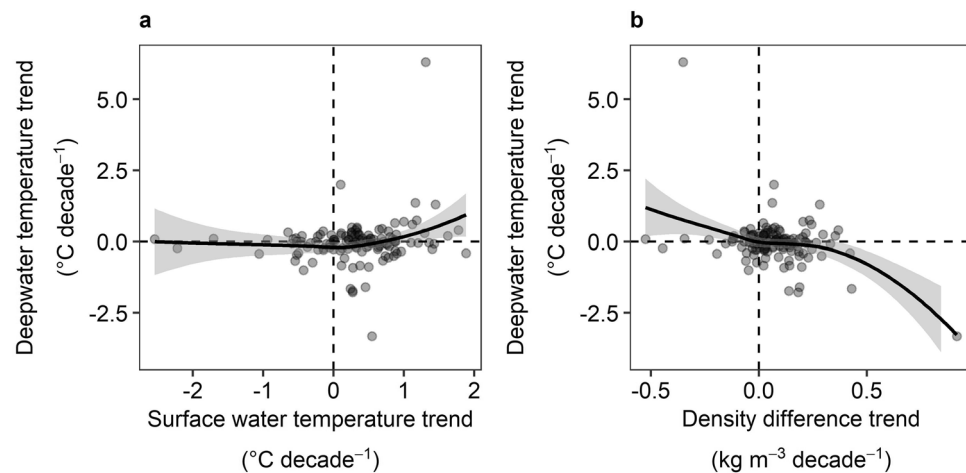 a
Deepwater temperature trend
(°C decade⁻¹)
5.0
2.5
0.0
-2.5
-2
-1
0
1
2
Surface water temperature trend
(°C decade⁻¹)
b
Deepwater temperature trend
(°C decade⁻¹)
5.0
2.5
0.0
-2.5
-0.5
0.0
0.5
Density difference trend
(kg m⁻³ decade⁻¹)